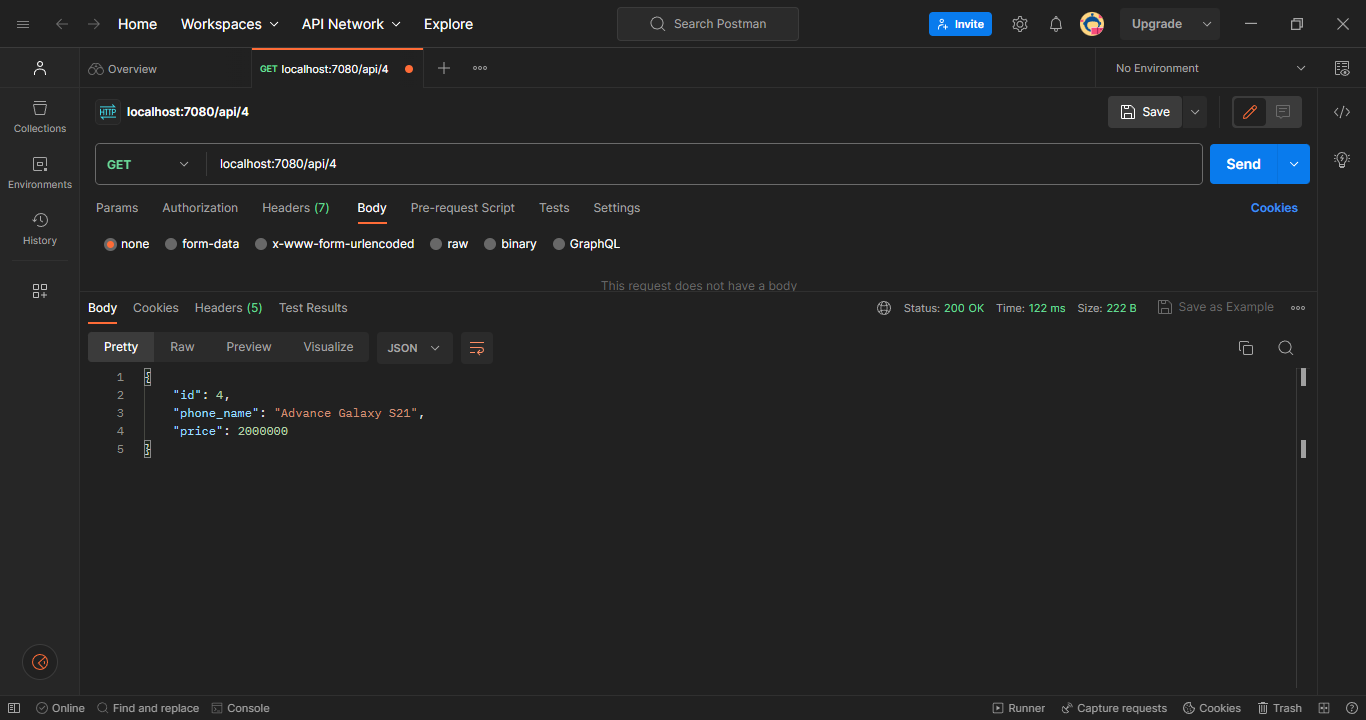 Home Workspaces API Network Explore Search Postman Invite Upgrade
Overview GET localhost:7080/api/4 No Environment
HTTP localhost:7080/api/4 Save
Collections
GET localhost:7080/api/4 Send
Environments
Params Authorization Headers (7) Body Pre-request Script Tests Settings Cookies
History
none form-data x-www-form-urlencoded raw binary GraphQL
This request does not have a body
Body Cookies Headers (5) Test Results Status: 200 OK Time: 122 ms Size: 222 B Save as Example
Pretty Raw Preview Visualize JSON
1 {
2 "id": 4,
3 "phone_name": "Advance Galaxy S21",
4 "price": 2000000
5 }
Online Find and replace Console Runner Capture requests Cookies Trash